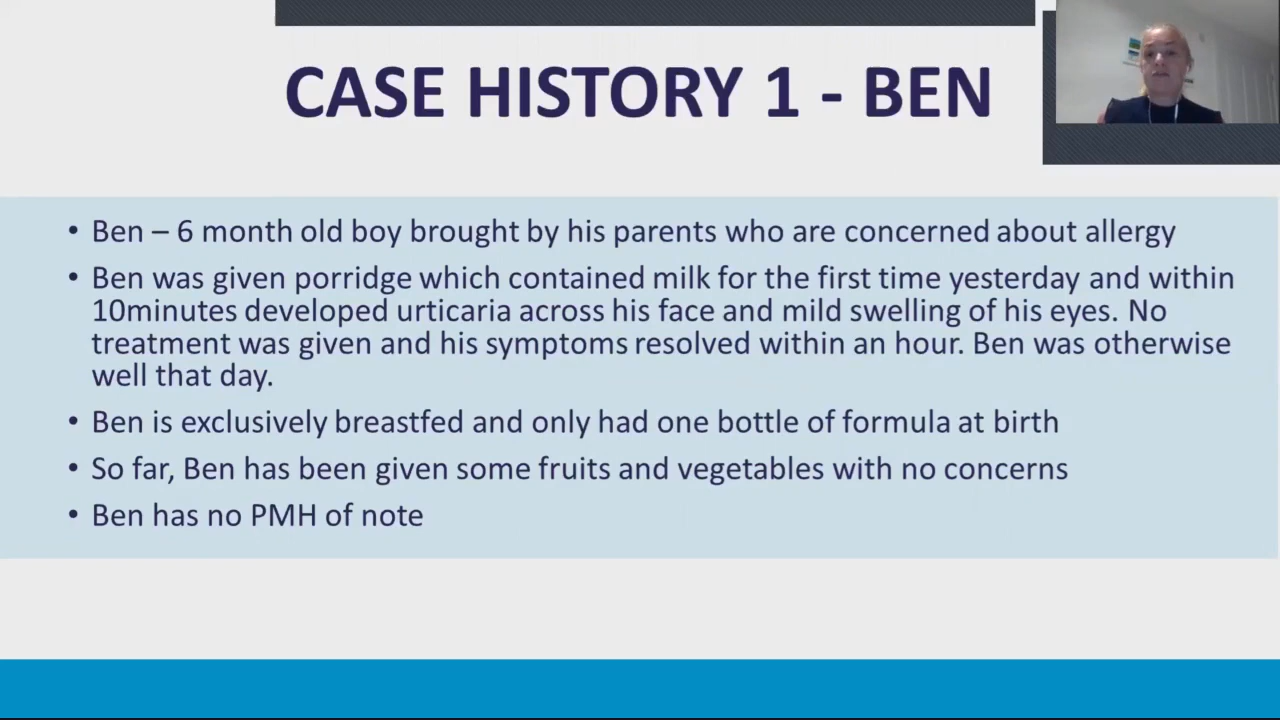 CASE HISTORY 1 - BEN
• Ben – 6 month old boy brought by his parents who are concerned about allergy
• Ben was given porridge which contained milk for the first time yesterday and within
10minutes developed urticaria across his face and mild swelling of his eyes. No
treatment was given and his symptoms resolved within an hour. Ben was otherwise
well that day.
• Ben is exclusively breastfed and only had one bottle of formula at birth
• So far, Ben has been given some fruits and vegetables with no concerns
• Ben has no PMH of note